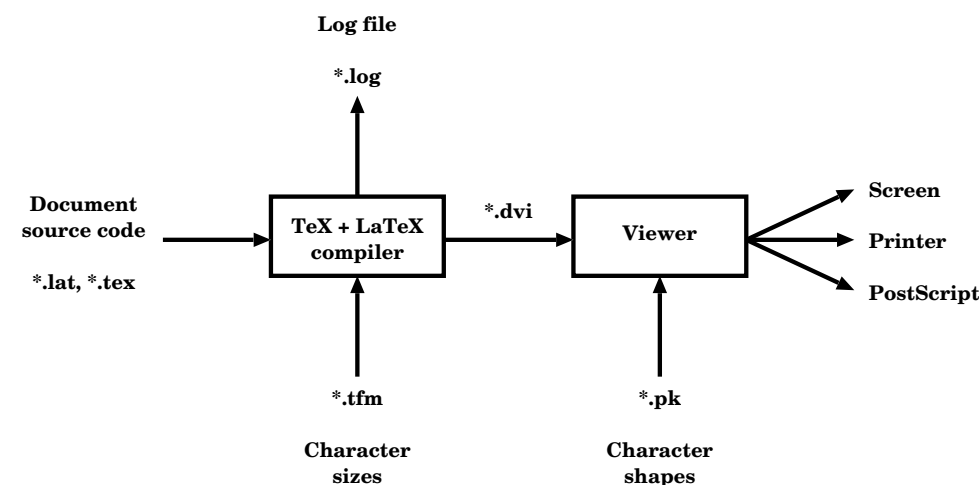 Log file
*.log
Document
source code
*.lat, *.tex
TeX + LaTeX
compiler
*.dvi
Viewer
Screen
Printer
PostScript
*.tfm
Character
sizes
*.pk
Character
shapes